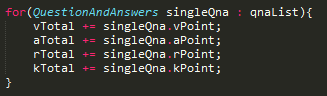 for(QuestionAndAnswers singleQna : qnaList){
    vTotal += singleQna.vPoint;
    aTotal += singleQna.aPoint;
    rTotal += singleQna.rPoint;
    kTotal += singleQna.kPoint;
}